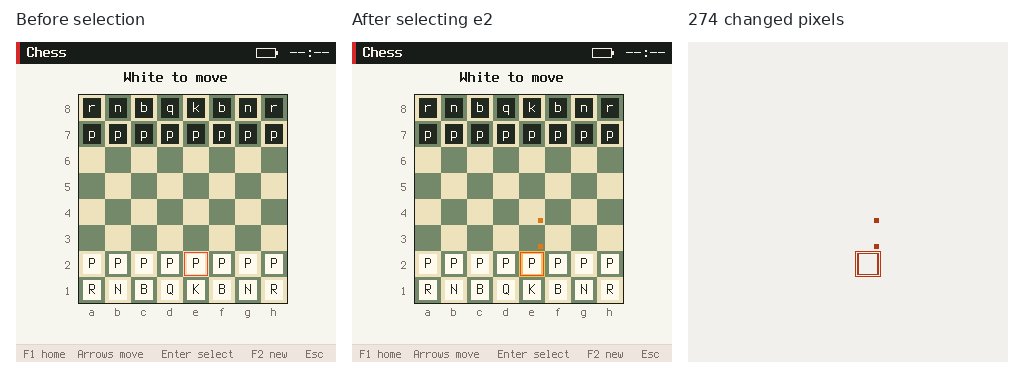 Before selection
After selecting e2
274 changed pixels
Chess --:--
White to move
8 r n b q k b n r
7 p p p p p p p p
6
5
4
3
2 P P P P P P P P
1 R N B Q K B N R
a b c d e f g h
F1 home Arrows move Enter select F2 new Esc
Chess --:--
White to move
8 r n b q k b n r
7 p p p p p p p p
6
5
4
3
2 P P P P P P P P
1 R N B Q K B N R
a b c d e f g h
F1 home Arrows move Enter select F2 new Esc